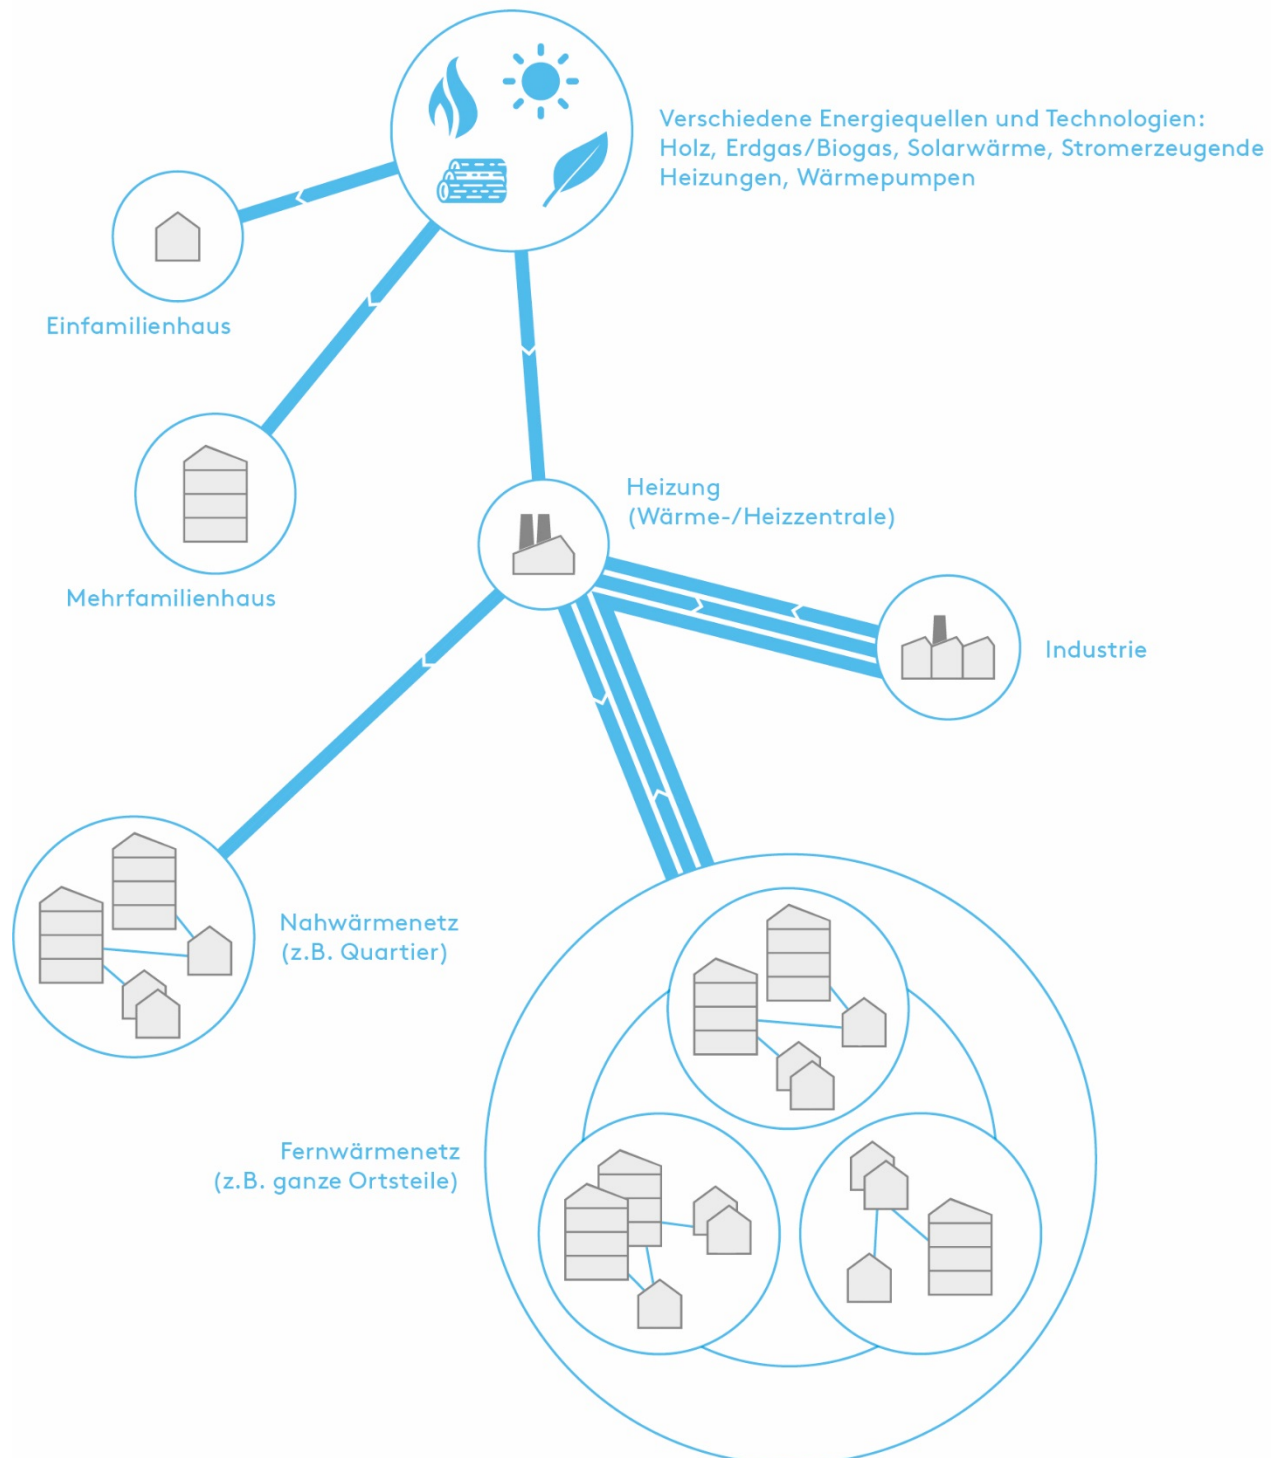 Verschiedene Energiequellen und Technologien:
Holz, Erdgas/Biogas, Solarwärme, Stromerzeugende
Heizungen, Wärmepumpen
Einfamilienhaus
Mehrfamilienhaus
Heizung
(Wärme-/Heizzentrale)
Industrie
Nahwärmenetz
(z.B. Quartier)
Fernwärmenetz
(z.B. ganze Ortsteile)